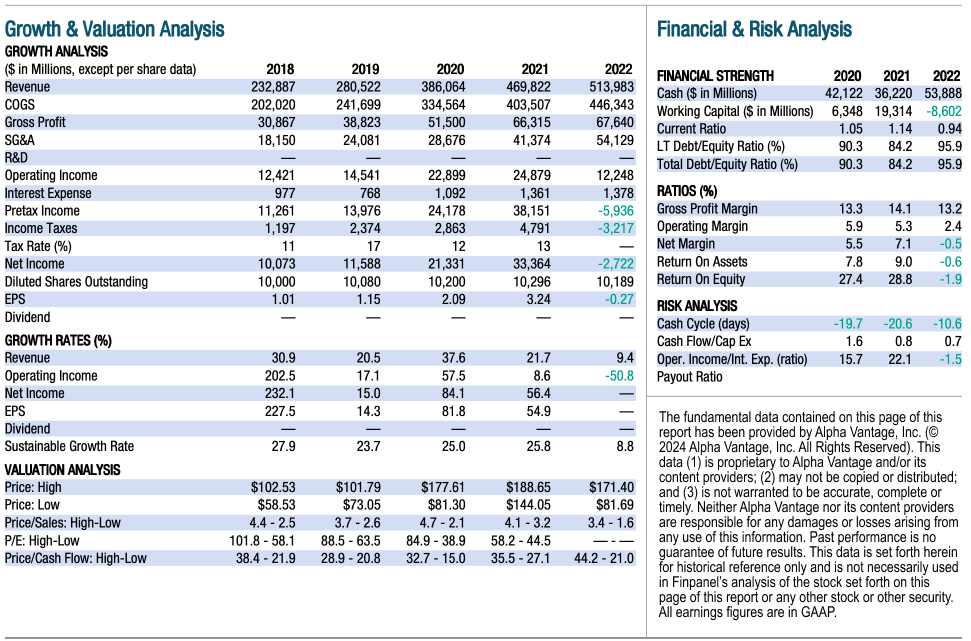 Growth & Valuation Analysis
GROWTH ANALYSIS
($ in Millions, except per share data) 2018 2019 2020 2021 2022
Revenue 232,887 280,522 386,064 469,822 513,983
COGS 202,020 241,699 334,564 403,507 446,343
Gross Profit 30,867 38,823 51,500 66,315 67,640
SG&A 18,150 24,081 28,676 41,374 54,129
R&D — — — — —
Operating Income 12,421 14,541 22,899 24,879 12,248
Interest Expense 977 768 1,092 1,361 1,378
Pretax Income 11,261 13,976 24,178 38,151 -5,936
Income Taxes 1,197 2,374 2,863 4,791 -3,217
Tax Rate (%) 11 17 12 13 —
Net Income 10,073 11,588 21,331 33,364 -2,722
Diluted Shares Outstanding 10,000 10,080 10,200 10,296 10,189
EPS 1.01 1.15 2.09 3.24 -0.27
Dividend — — — — —
GROWTH RATES (%)
Revenue 30.9 20.5 37.6 21.7 9.4
Operating Income 202.5 17.1 57.5 8.6 -50.8
Net Income 232.1 15.0 84.1 56.4 —
EPS 227.5 14.3 81.8 54.9 —
Dividend — — — — —
Sustainable Growth Rate 27.9 23.7 25.0 25.8 8.8
VALUATION ANALYSIS
Price: High $102.53 $101.79 $177.61 $188.65 $171.40
Price: Low $58.53 $73.05 $81.30 $144.05 $81.69
Price/Sales: High-Low 4.4 - 2.5 3.7 - 2.6 4.7 - 2.1 4.1 - 3.2 3.4 - 1.6
P/E: High-Low 101.8 - 58.1 88.5 - 63.5 84.9 - 38.9 58.2 - 44.5 — - —
Price/Cash Flow: High-Low 38.4 - 21.9 28.9 - 20.8 32.7 - 15.0 35.5 - 27.1 44.2 - 21.0
Financial & Risk Analysis
FINANCIAL STRENGTH 2020 2021 2022
Cash ($ in Millions) 42,122 36,220 53,888
Working Capital ($ in Millions) 6,348 19,314 -8,602
Current Ratio 1.05 1.14 0.94
LT Debt/Equity Ratio (%) 90.3 84.2 95.9
Total Debt/Equity Ratio (%) 90.3 84.2 95.9
RATIOS (%)
Gross Profit Margin 13.3 14.1 13.2
Operating Margin 5.9 5.3 2.4
Net Margin 5.5 7.1 -0.5
Return On Assets 7.8 9.0 -0.6
Return On Equity 27.4 28.8 -1.9
RISK ANALYSIS
Cash Cycle (days) -19.7 -20.6 -10.6
Cash Flow/Cap Ex 1.6 0.8 0.7
Oper. Income/Int. Exp. (ratio) 15.7 22.1 -1.5
Payout Ratio
The fundamental data contained on this page of this
report has been provided by Alpha Vantage, Inc. (©
2024 Alpha Vantage, Inc. All Rights Reserved). This
data (1) is proprietary to Alpha Vantage and/or its
content providers; (2) may not be copied or distributed;
and (3) is not warranted to be accurate, complete or
timely. Neither Alpha Vantage nor its content providers
are responsible for any damages or losses arising from
any use of this information. Past performance is no
guarantee of future results. This data is set forth herein
for historical reference only and is not necessarily used
in Finpanel's analysis of the stock set forth on this
page of this report or any other stock or other security.
All earnings figures are in GAAP.